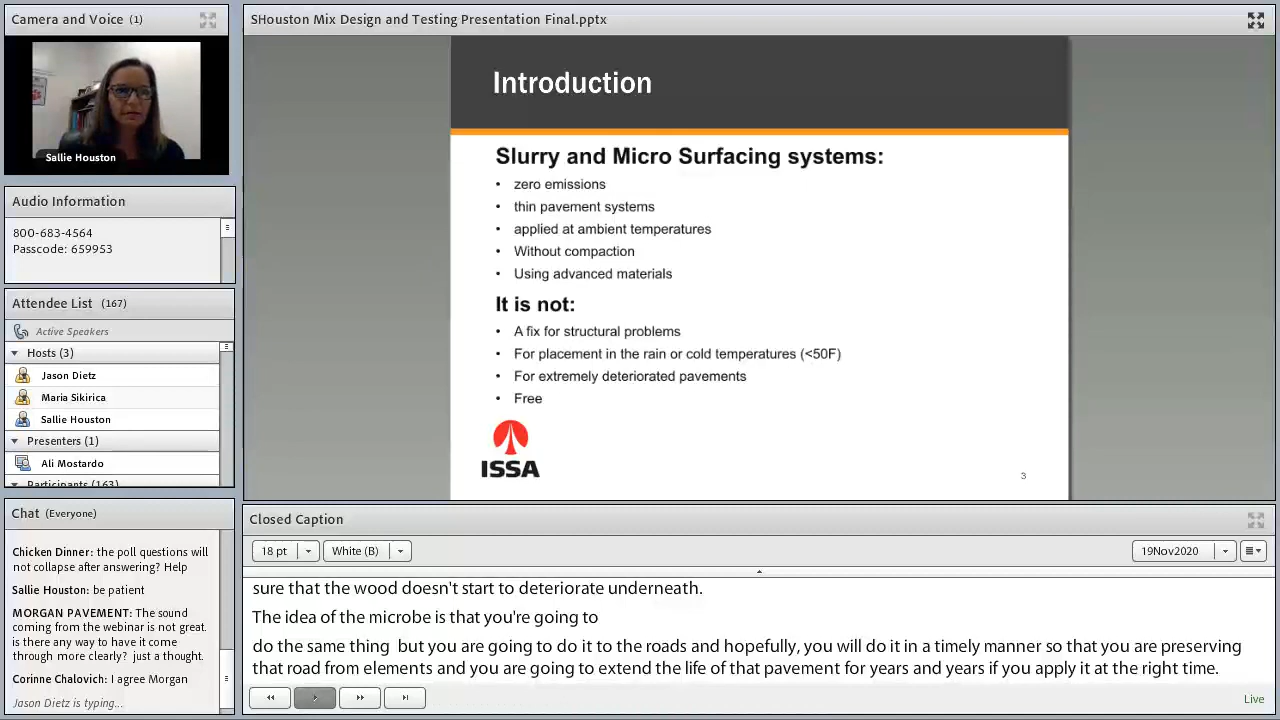 Camera and Voice (1)
Sallie Houston
Audio Information
800-683-4564
Passcode: 659953
Attendee List (167)
Active Speakers
Hosts (3)
Jason Dietz
Maria Sikirica
Sallie Houston
Presenters (1)
Ali Mostardo
Participants (163)
Chat (Everyone)
Chicken Dinner: the poll questions will
not collapse after answering? Help
Sallie Houston: be patient
MORGAN PAVEMENT: The sound
coming from the webinar is not great.
is there any way to have it come
through more clearly? just a thought.
Corinne Chalovich: I agree Morgan
Jason Dietz is typing...
SHouston Mix Design and Testing Presentation Final.pptx
Introduction
Slurry and Micro Surfacing systems:
• zero emissions
• thin pavement systems
• applied at ambient temperatures
• Without compaction
• Using advanced materials
It is not:
• A fix for structural problems
• For placement in the rain or cold temperatures (<50F)
• For extremely deteriorated pavements
• Free
ISSA
3
Closed Caption
18 pt White (B) 19Nov2020
sure that the wood doesn't start to deteriorate underneath.
The idea of the microbe is that you're going to
do the same thing but you are going to do it to the roads and hopefully, you will do it in a timely manner so that you are preserving
that road from elements and you are going to extend the life of that pavement for years and years if you apply it at the right time.
Live